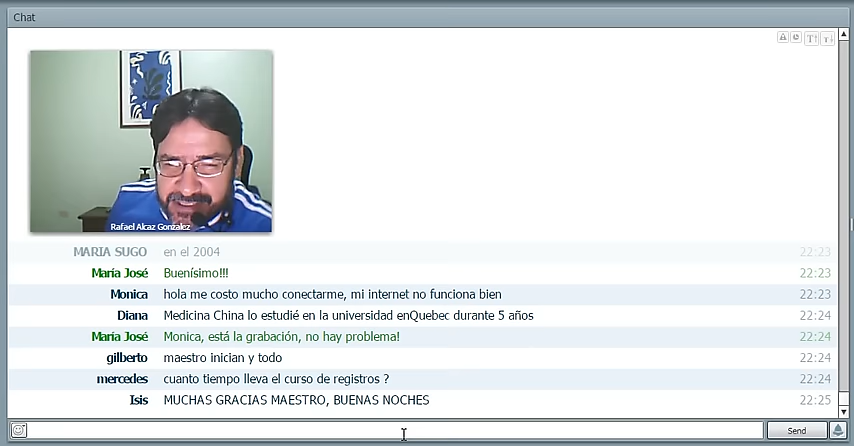 Chat
Rafael Alcaz Gonzalez
MARIA SUGO en el 2004 22:23
María José Buenísimo!!! 22:23
Monica hola me costo mucho conectarme, mi internet no funciona bien 22:23
Diana Medicina China lo estudié en la universidad enQuebec durante 5 años 22:24
María José Monica, está la grabación, no hay problema! 22:24
gilberto maestro inician y todo 22:24
mercedes cuanto tiempo lleva el curso de registros ? 22:24
Isis MUCHAS GRACIAS MAESTRO, BUENAS NOCHES 22:25
Send